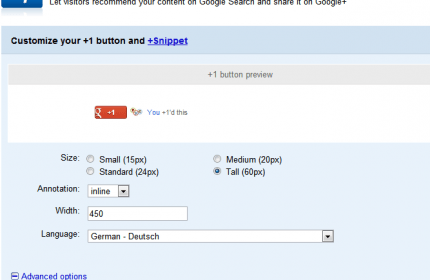 Let visitors recommend your content on Google Search and share it on Google+
Customize your +1 button and +Snippet
+1 button preview
+1 You +1'd this
Size: Small (15px) Medium (20px)
Standard (24px) Tall (60px)
Annotation: inline
Width: 450
Language: German - Deutsch
Advanced options